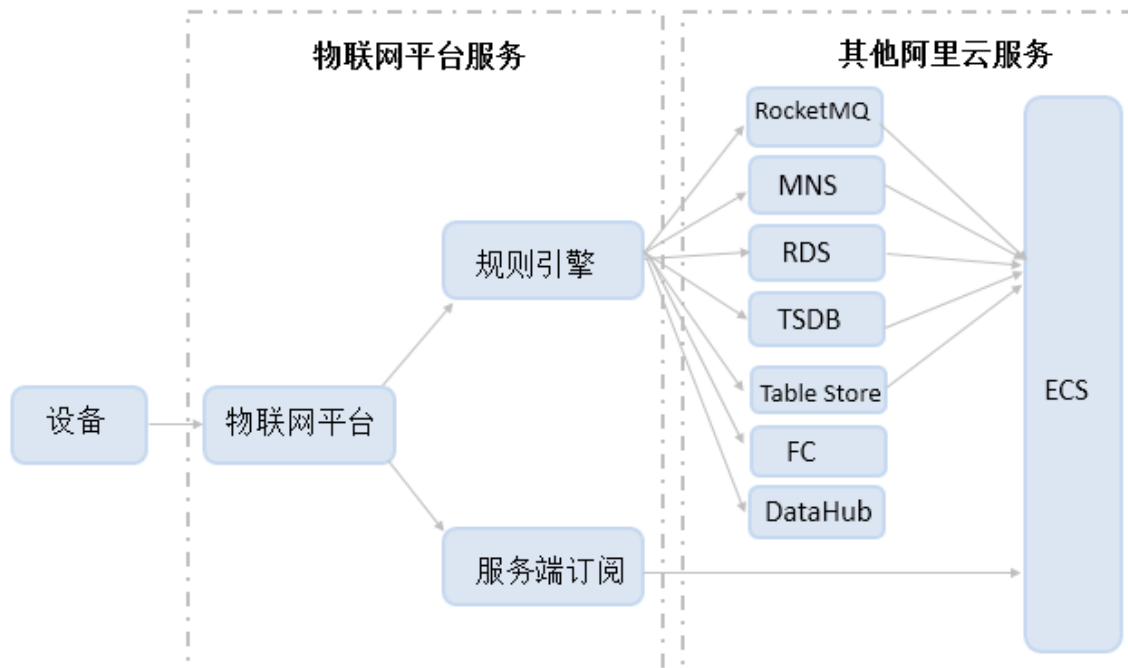 物联网平台服务
其他阿里云服务
RocketMQ
MNS
规则引擎
RDS
TSDB
设备
物联网平台
Table Store
ECS
FC
DataHub
服务端订阅